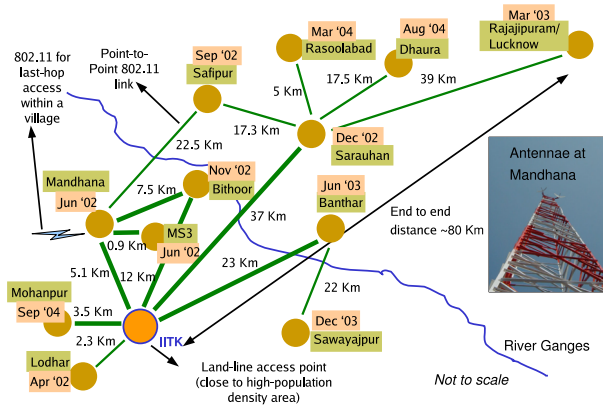 802.11 for
last-hop
access
within a
village
Point-to-
Point 802.11
link
Sep ‘02
Safipur
Mar ‘04
Rasoolabad
Aug ‘04
Dhaura
Mar ‘03
Rajajipuram/
Lucknow
5 Km
17.5 Km
39 Km
17.3 Km
22.5 Km
Dec ‘02
Sarauhan
Nov ‘02
Bithoor
Mandhana
Jun ‘02
7.5 Km
MS3
Jun ‘02
0.9 Km
37 Km
Jun ‘03
Banthar
End to end
distance ~80 Km
Antennae at
Mandhana
5.1 Km
12 Km
23 Km
22 Km
Mohanpur
Sep ‘04
3.5 Km
2.3 Km
IITK
Lodhar
Apr ‘02
Dec ‘03
Sawayajpur
Land-line access point
(close to high-population
density area)
River Ganges
Not to scale